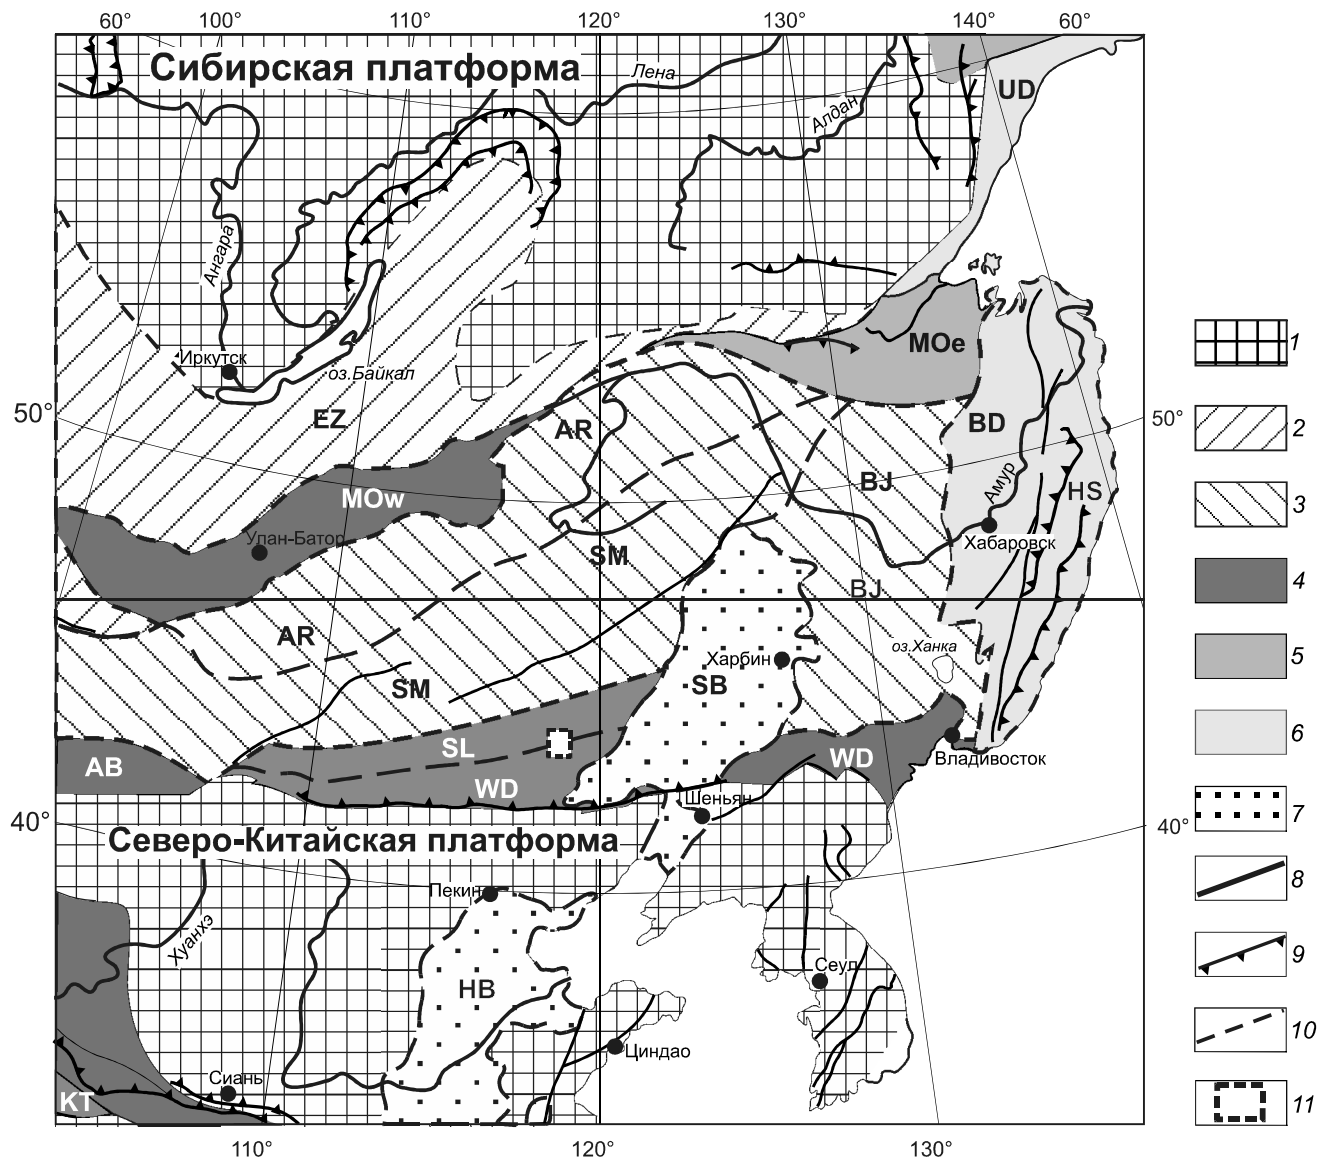 60° 100° 110° 120° 130° 140° 60°
Сибирская платформа
Лена
Алдан
UD
Ангара
Иркутск
оз.Байкал
MOe
1
50°
EZ
AR
BD
50°
2
MOw
BJ
Амур
HS
3
Улан-Батор
SM
Хабаровск
BJ
4
AR
оз.Ханка
Харбин
5
SM
SB
6
SL
AB
WD
WD
Владивосток
Шеньян
7
40°
Северо-Китайская платформа
40°
8
Пекин
Хуанхэ
9
HB
Сеул
10
Циндао
Сиань
KT
11
110° 120° 130°